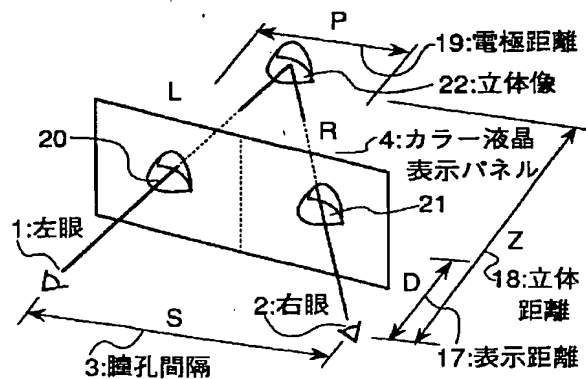 P
19:電極距離
22:立体像
L
R
4:カラー液晶
表示パネル
20
21
1:左眼
Z
D
18:立体
距離
2:右眼
S
17:表示距離
3:瞳孔間隔